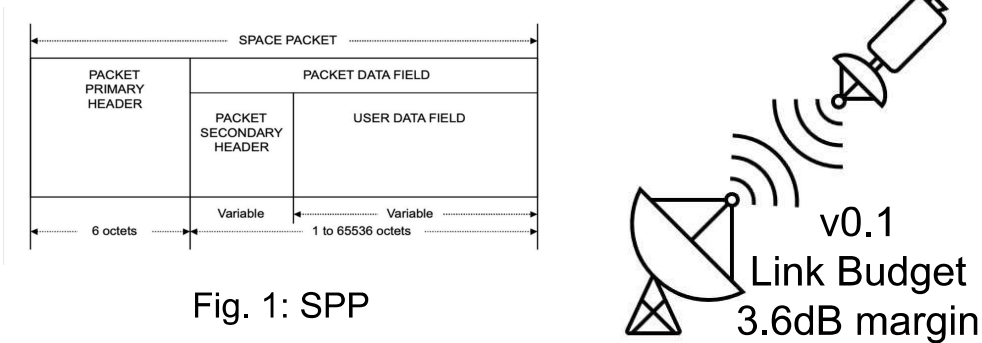 SPACE PACKET
PACKET
PRIMARY
HEADER
PACKET DATA FIELD
PACKET
SECONDARY
HEADER
USER DATA FIELD
Variable
Variable
6 octets
1 to 65536 octets
Fig. 1: SPP
v0.1
Link Budget
3.6dB margin